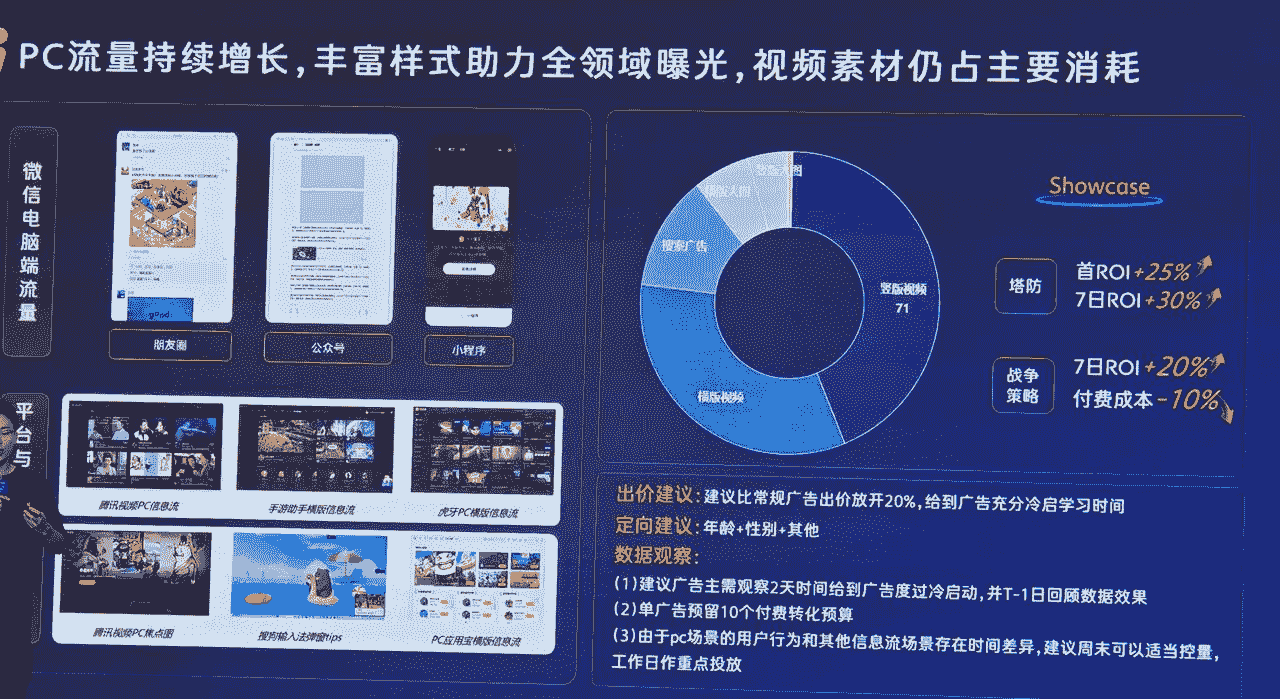 PC流量持续增长,丰富样式助力全领域曝光,视频素材仍占主要消耗
微信电脑端流量
朋友圈
公众号
小程序
平台与
腾讯视频PC信息流
手游助手横版信息流
虎牙PC横版信息流
腾讯视频PC焦点图
搜狗输入法弹窗tips
PC应用宝横版信息流
竖版大图
横版大图
搜索广告
竖版视频
71
横版视频
Showcase
塔防
首ROI+25%
7日ROI+30%
战争
策略
7日ROI+20%
付费成本-10%
出价建议:建议比常规广告出价放开20%,给到广告充分冷启学习时间
定向建议:年龄+性别+其他
数据观察:
(1)建议广告主需观察2天时间给到广告度过冷启动,并T-1日回顾数据效果
(2)单广告预留10个付费转化预算
(3)由于pc场景的用户行为和其他信息流场景存在时间差异,建议周末可以适当控量,
工作日作重点投放